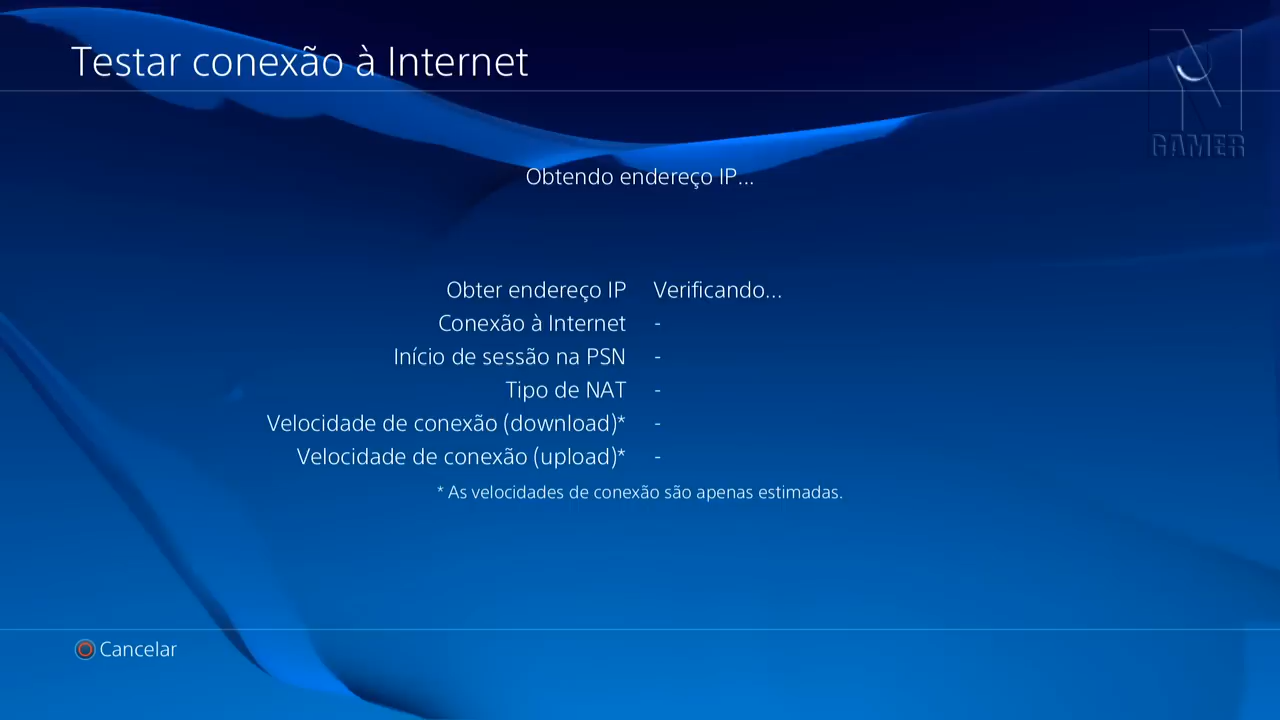 Testar conexão à Internet
GAMER
Obtendo endereço IP...
Obter endereço IP Verificando...
Conexão à Internet -
Início de sessão na PSN -
Tipo de NAT -
Velocidade de conexão (download)* -
Velocidade de conexão (upload)* -
* As velocidades de conexão são apenas estimadas.
Cancelar